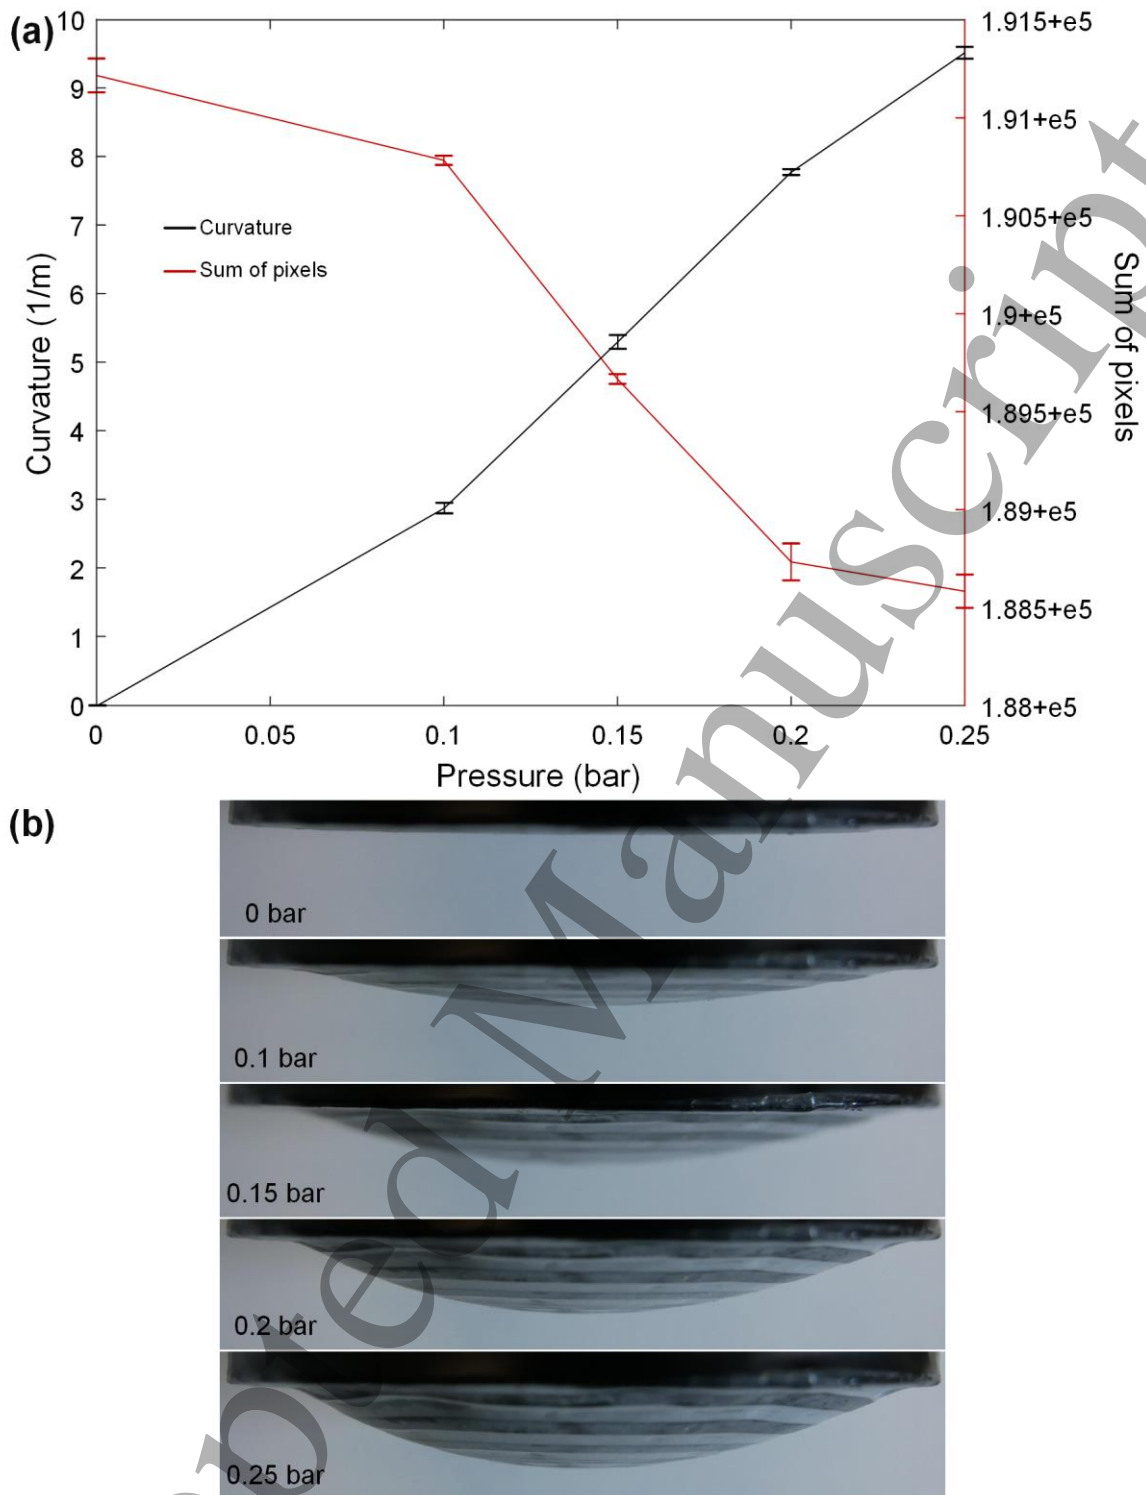 (a)
10
9
8
7
6
5
4
3
2
1
0
Curvature (1/m)
Curvature
Sum of pixels
1.915+e5
1.91+e5
1.905+e5
1.9+e5
1.895+e5
1.89+e5
1.885+e5
1.88+e5
Sum of pixels
0 0.05 0.1 0.15 0.2 0.25
Pressure (bar)
(b)
0 bar
0.1 bar
0.15 bar
0.2 bar
0.25 bar
pted Manuscript